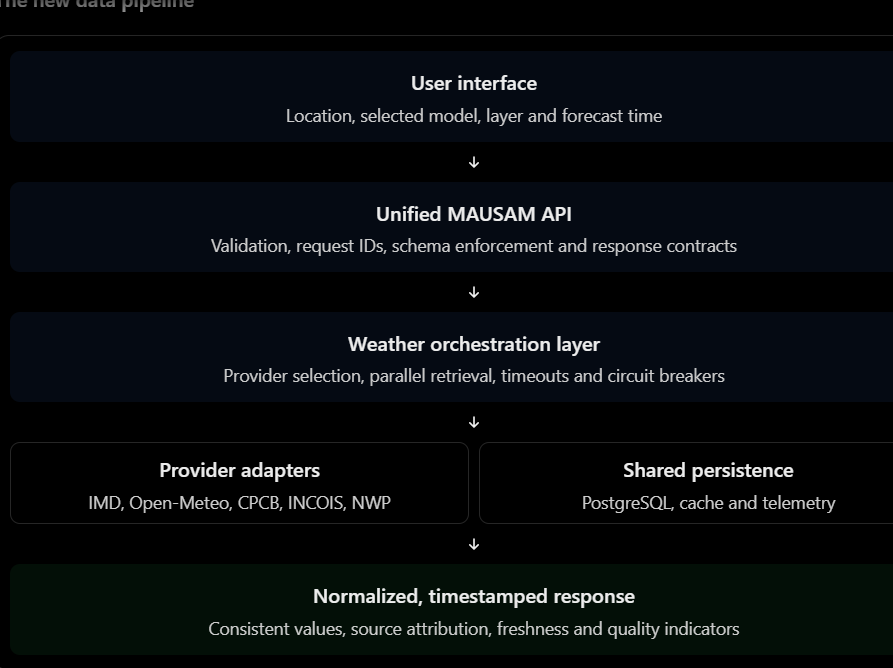 The new data pipeline
User interface
Location, selected model, layer and forecast time
↓
Unified MAUSAM API
Validation, request IDs, schema enforcement and response contracts
↓
Weather orchestration layer
Provider selection, parallel retrieval, timeouts and circuit breakers
↓
Provider adapters
IMD, Open-Meteo, CPCB, INCOIS, NWP
Shared persistence
PostgreSQL, cache and telemetry
↓
Normalized, timestamped response
Consistent values, source attribution, freshness and quality indicators